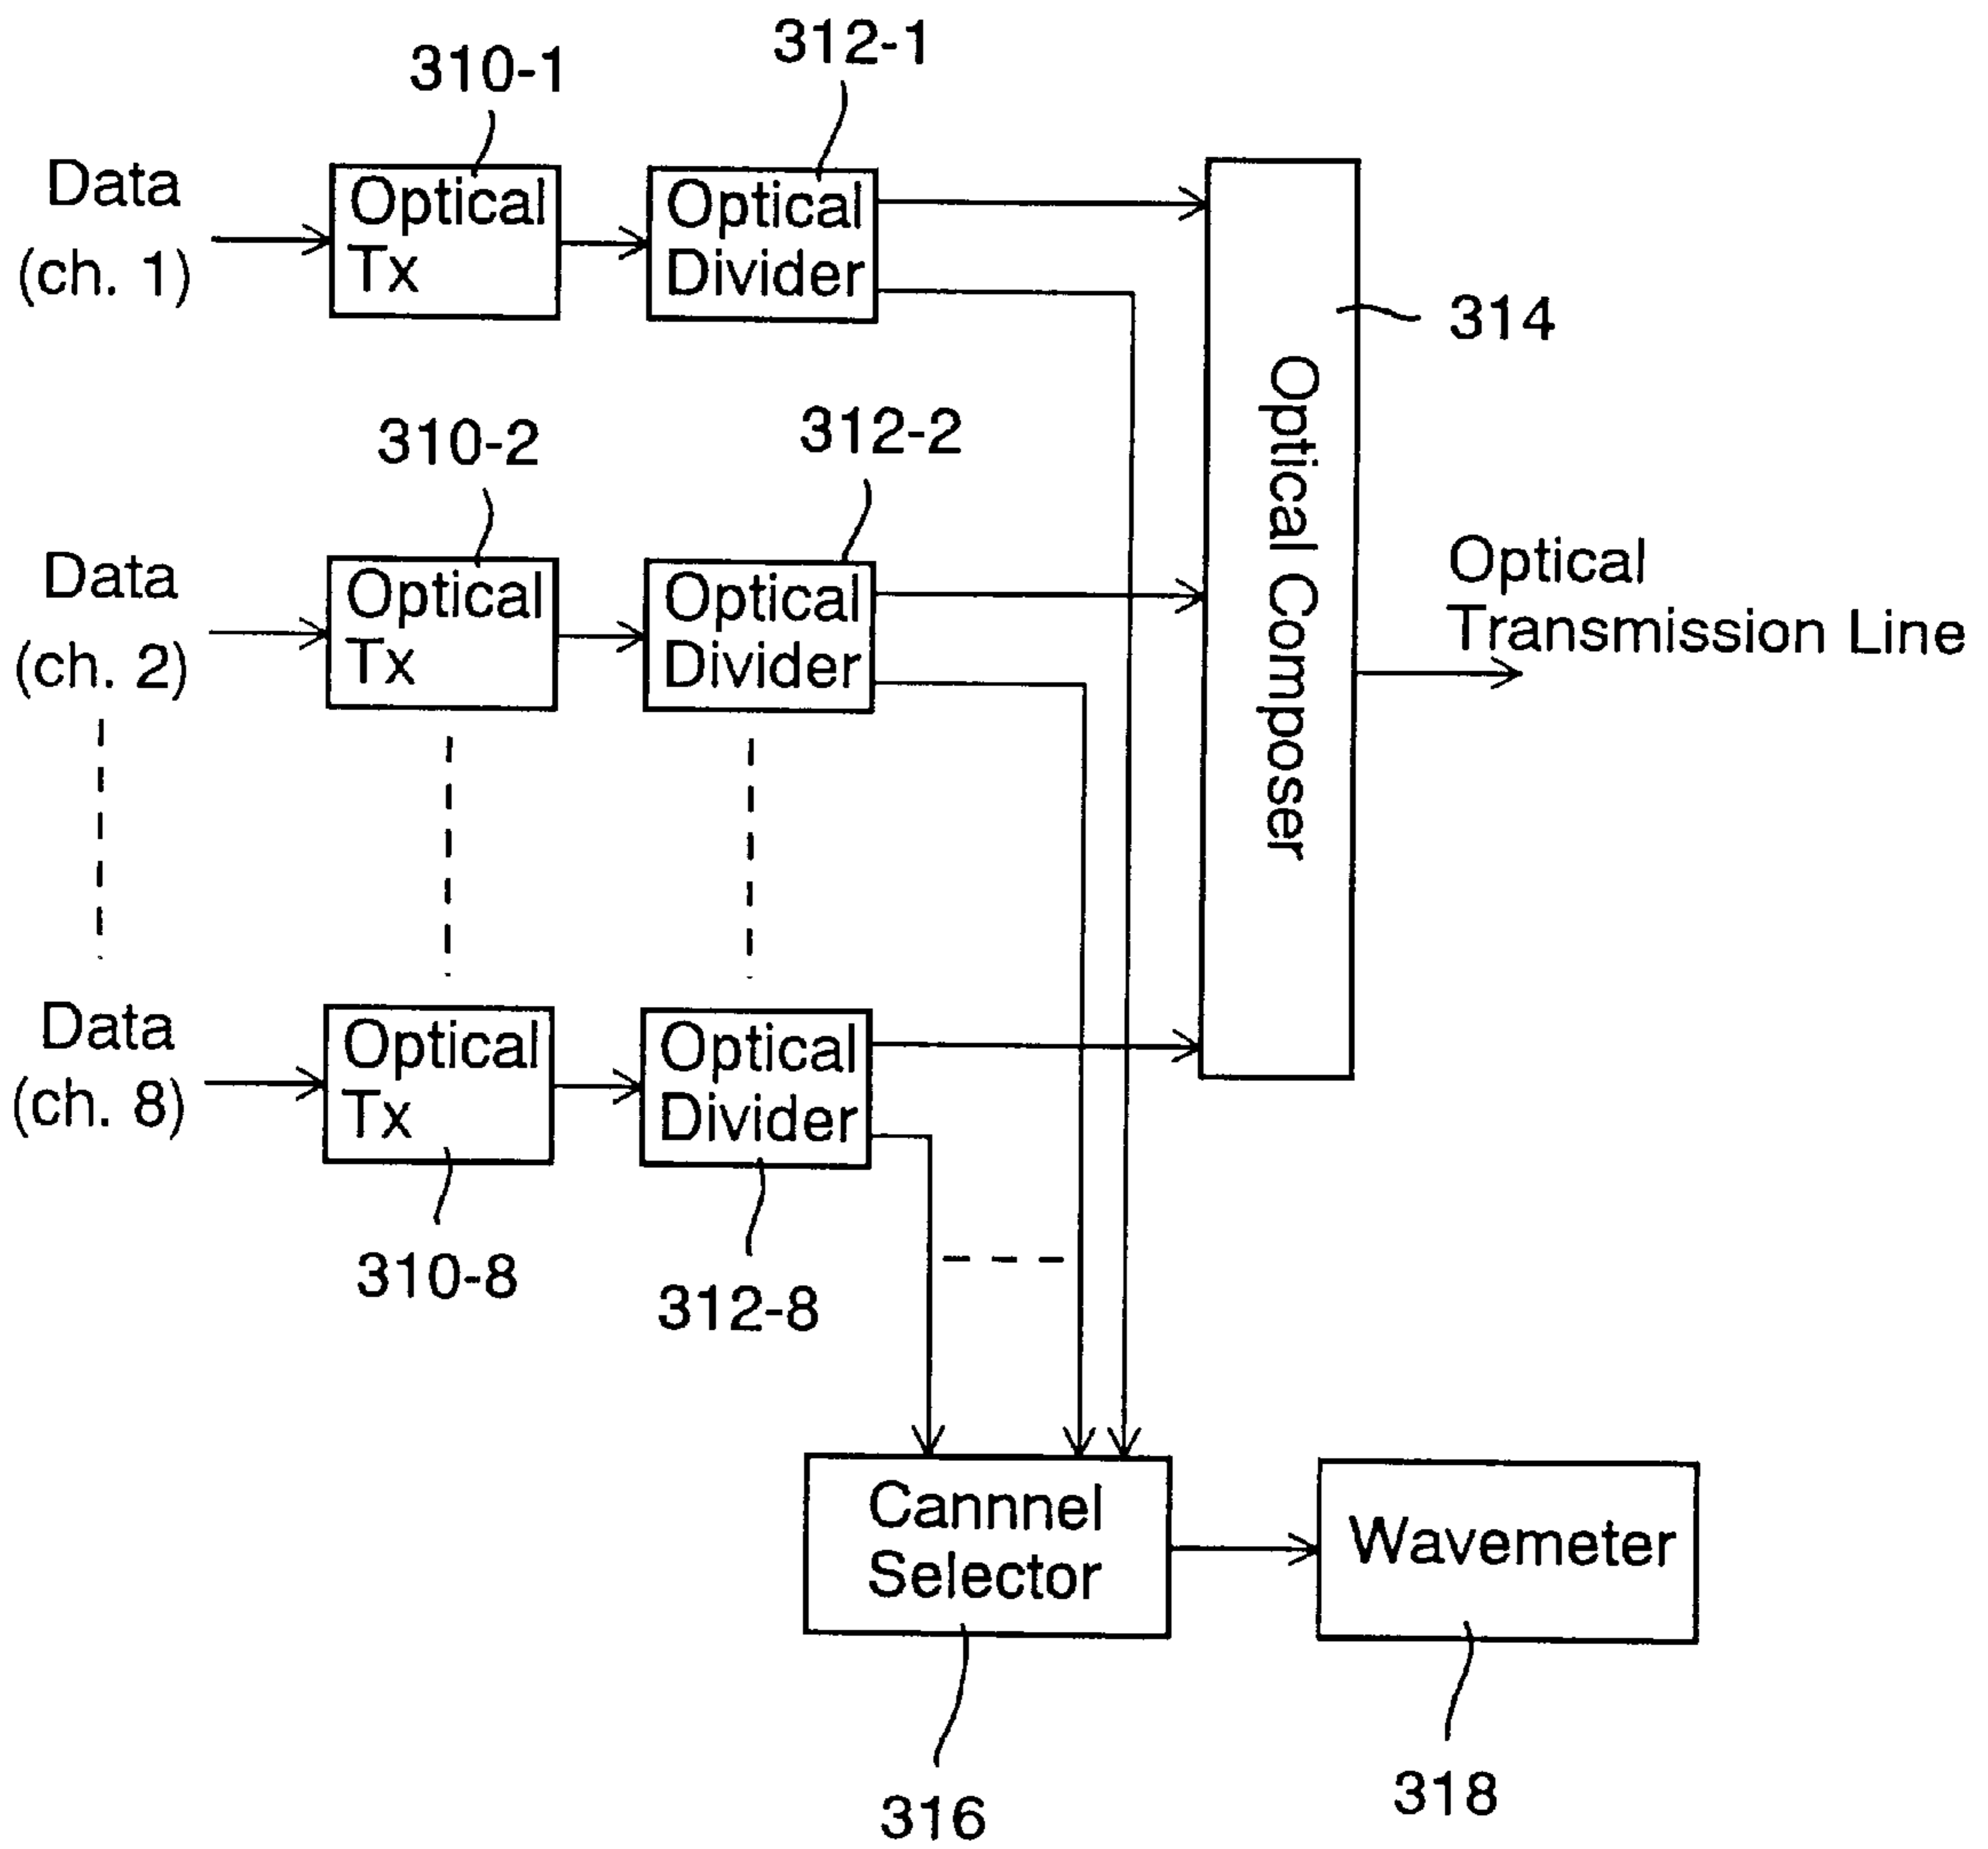 310-1
312-1
Data
(ch. 1)
Optical
Tx
Optical
Divider
314
Optical Composer
310-2
312-2
Data
(ch. 2)
Optical
Tx
Optical
Divider
Optical
Transmission Line
Data
(ch. 8)
Optical
Tx
Optical
Divider
310-8
312-8
Cannnel
Selector
Wavemeter
316
318